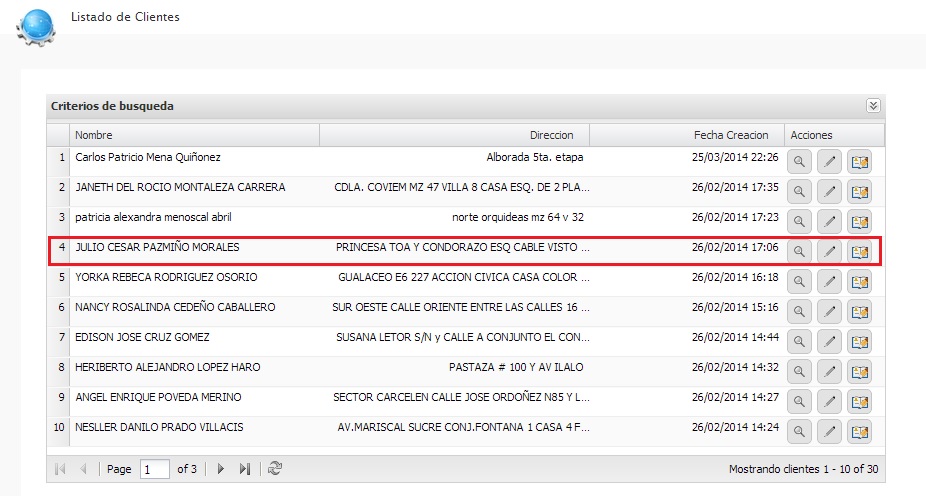 Listado de Clientes
Criterios de busqueda
Nombre Direccion Fecha Creacion Acciones
1 Carlos Patricio Mena Quiñonez Alborada 5ta. etapa 25/03/2014 22:26
2 JANETH DEL ROCIO MONTALEZA CARRERA CDLA. COVIEM MZ 47 VILLA 8 CASA ESQ. DE 2 PLA... 26/02/2014 17:35
3 patricia alexandra menoscal abril norte orquideas mz 64 v 32 26/02/2014 17:23
4 JULIO CESAR PAZMIÑO MORALES PRINCESA TOA Y CONDORAZO ESQ CABLE VISTO ... 26/02/2014 17:06
5 YORKA REBECA RODRIGUEZ OSORIO GUALACEO E6 227 ACCION CIVICA CASA COLOR ... 26/02/2014 16:18
6 NANCY ROSALINDA CEDEÑO CABALLERO SUR OESTE CALLE ORIENTE ENTRE LAS CALLES 16 ... 26/02/2014 15:16
7 EDISON JOSE CRUZ GOMEZ SUSANA LETOR S/N y CALLE A CONJUNTO EL CON... 26/02/2014 14:44
8 HERIBERTO ALEJANDRO LOPEZ HARO PASTAZA # 100 Y AV ILALO 26/02/2014 14:32
9 ANGEL ENRIQUE POVEDA MERINO SECTOR CARCELEN CALLE JOSE ORDOÑEZ N85 Y L... 26/02/2014 14:27
10 NESLLER DANILO PRADO VILLACIS AV.MARISCAL SUCRE CONJ.FONTANA 1 CASA 4 F... 26/02/2014 14:24
Page 1 of 3 Mostrando clientes 1 - 10 of 30